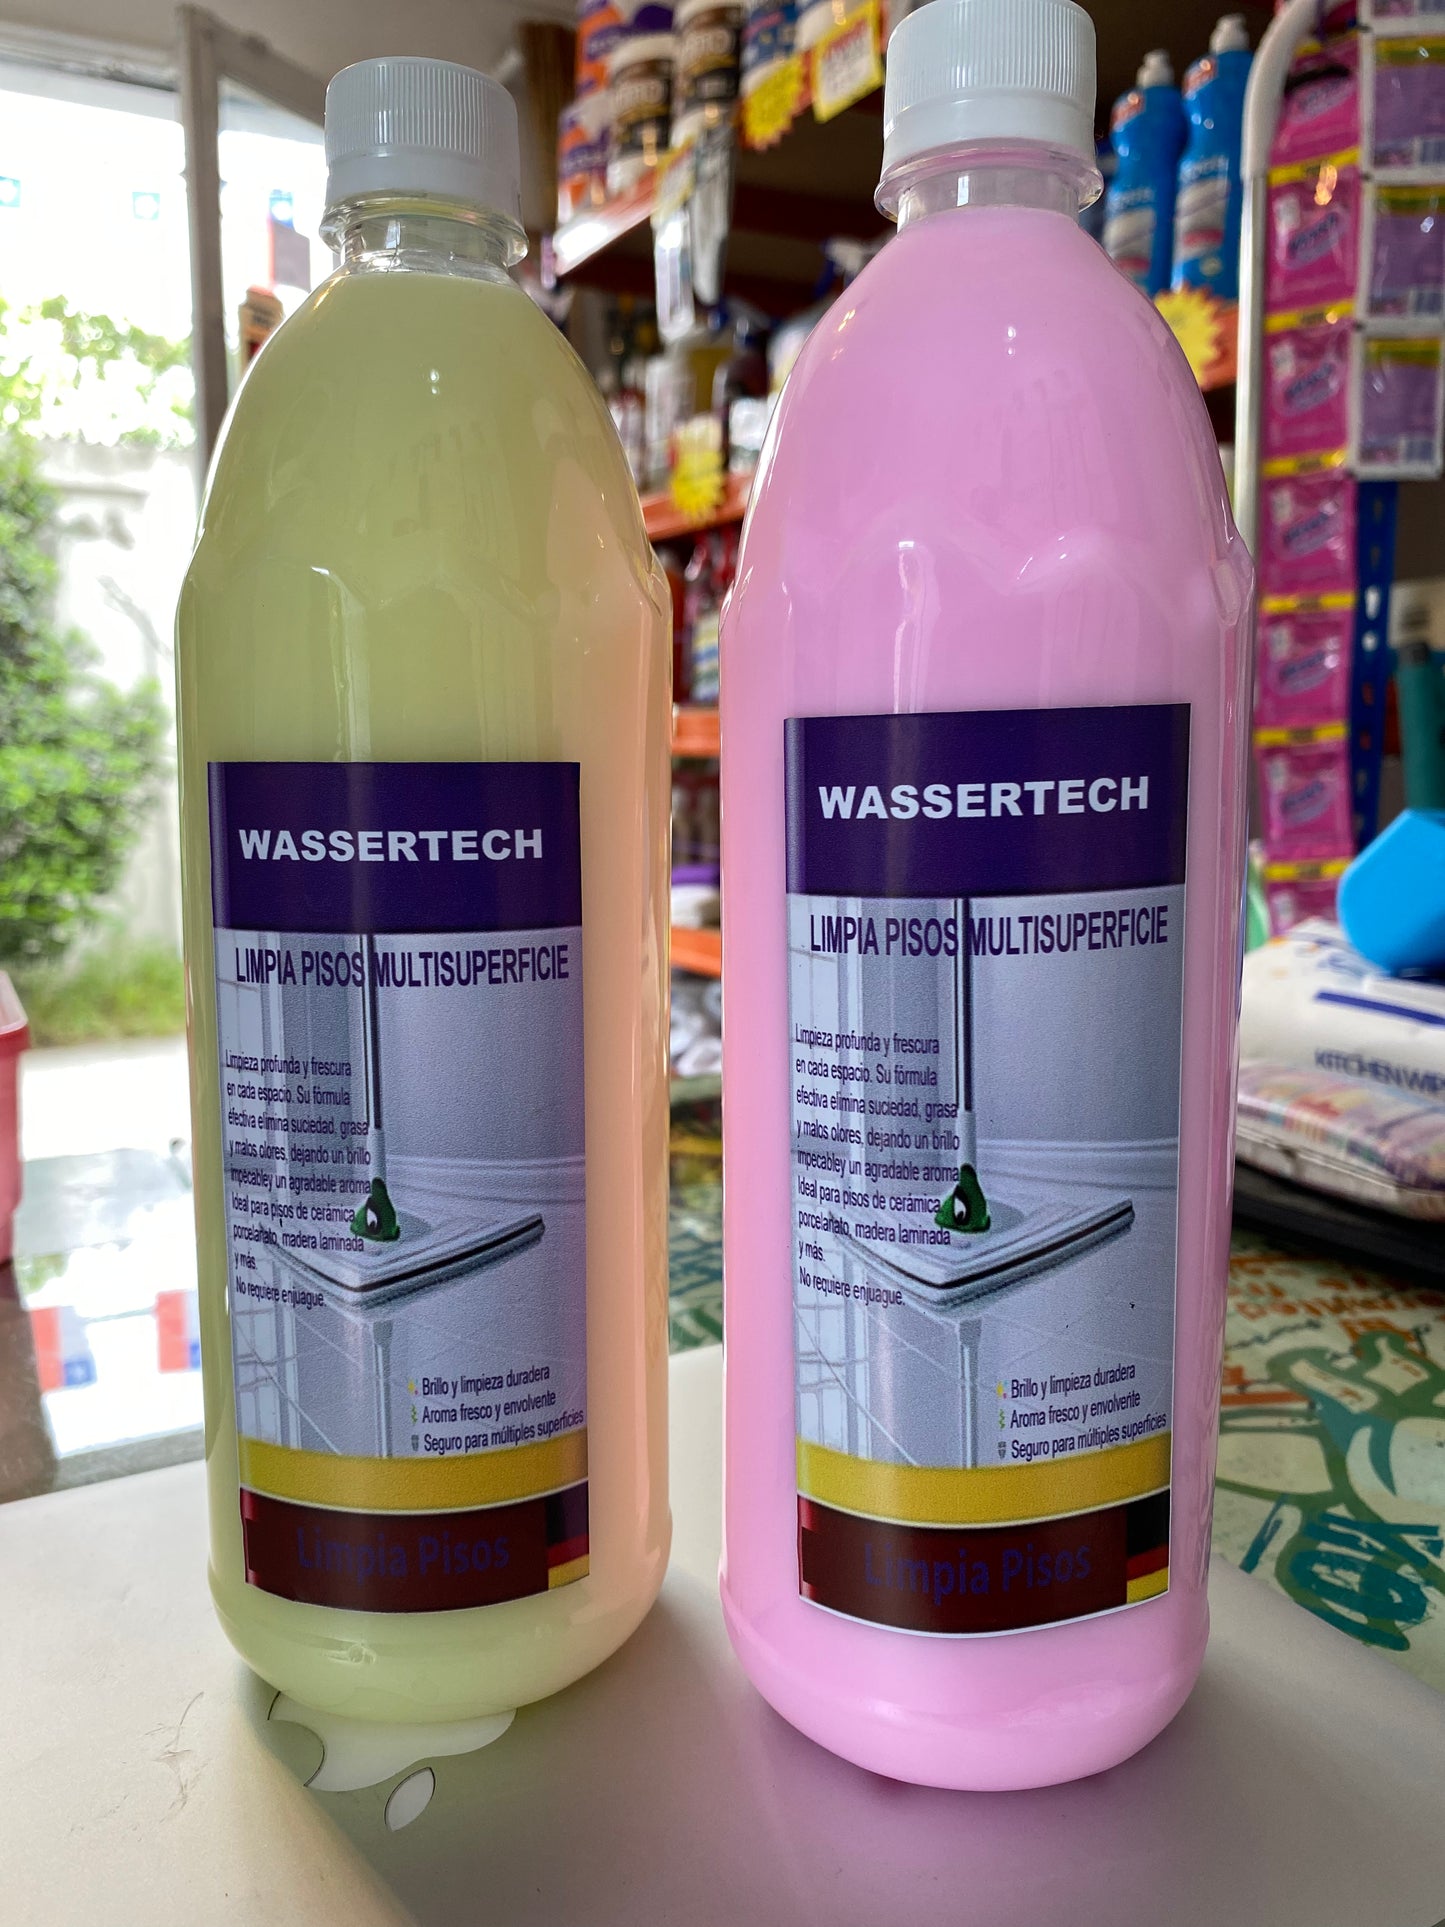 WASSERTECH
LIMPIA PISOS MULTISUPERFICIE
Limpieza profunda y frescura
en cada espacio. Su fórmula
efectiva elimina suciedad, grasa
y malos olores, dejando un brillo
impecabley un agradable aroma
Ideal para pisos de cerámica,
porcelanato, madera laminada
y más.
No requiere enjuague.
Brillo y limpieza duradera
Aroma fresco y envolvente
Seguro para múltiples superficies
Limpia Pisos
WASSERTECH
LIMPIA PISOS MULTISUPERFICIE
Limpieza profunda y frescura
en cada espacio. Su fórmula
efectiva elimina suciedad, grasa
y malos olores, dejando un brillo
impecabley un agradable aroma
Ideal para pisos de cerámica,
porcelanato, madera laminada
y más.
No requiere enjuague.
Brillo y limpieza duradera
Aroma fresco y envolvente
Seguro para múltiples superficies
Limpia Pisos
KITCHEN WIP